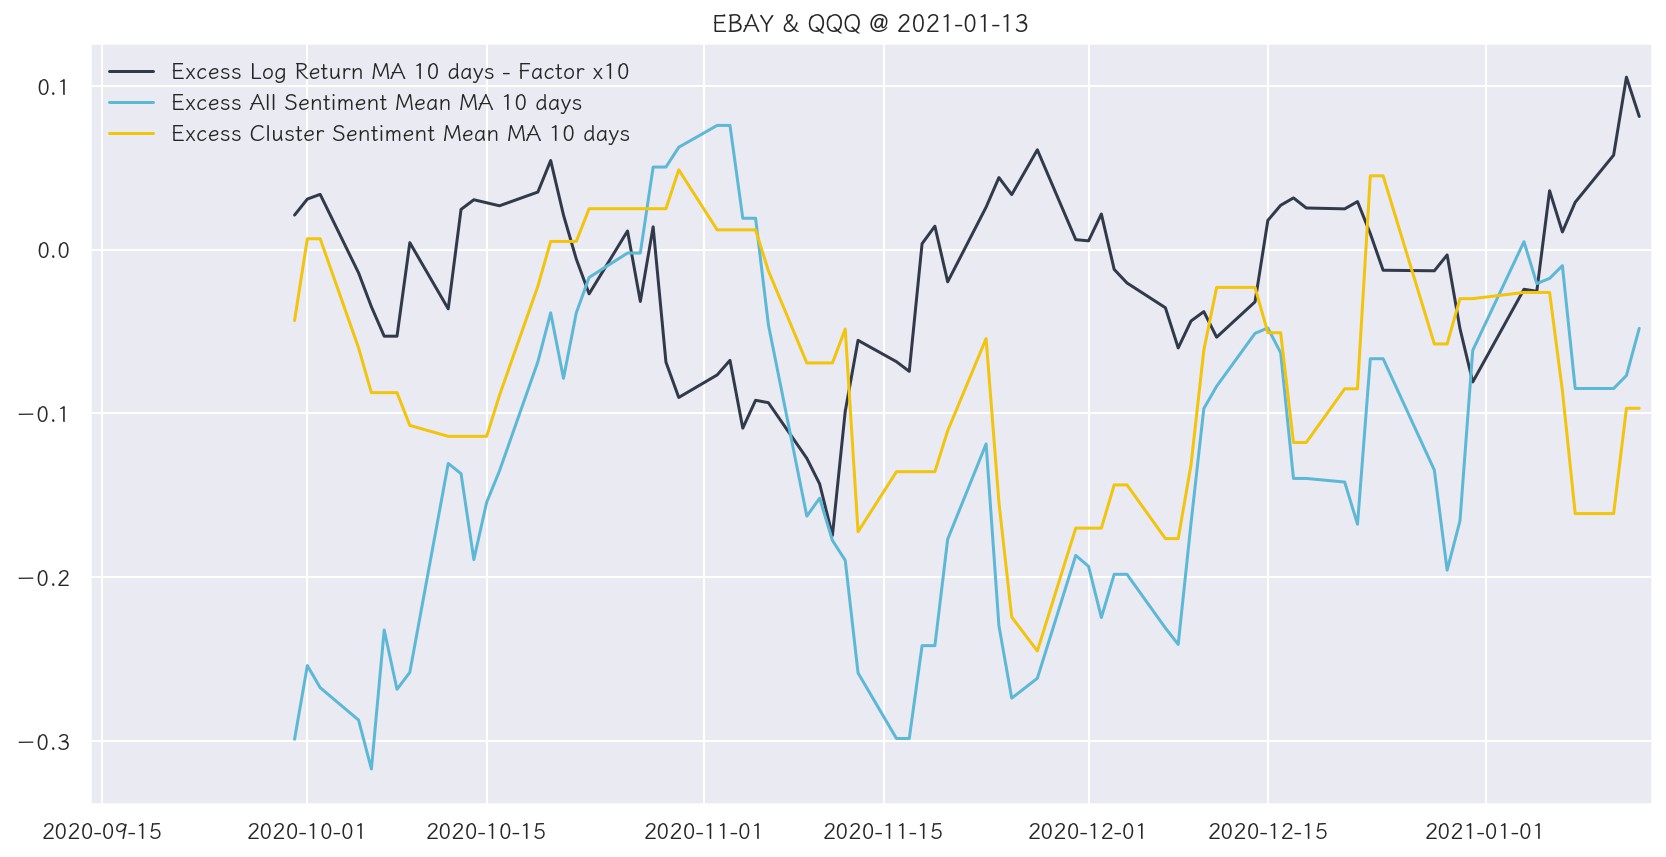 EBAY & QQQ @ 2021-01-13
Excess Log Return MA 10 days - Factor x10
Excess All Sentiment Mean MA 10 days
Excess Cluster Sentiment Mean MA 10 days
0.1
0.0
−0.1
−0.2
−0.3
2020-09-15 2020-10-01 2020-10-15 2020-11-01 2020-11-15 2020-12-01 2020-12-15 2021-01-01